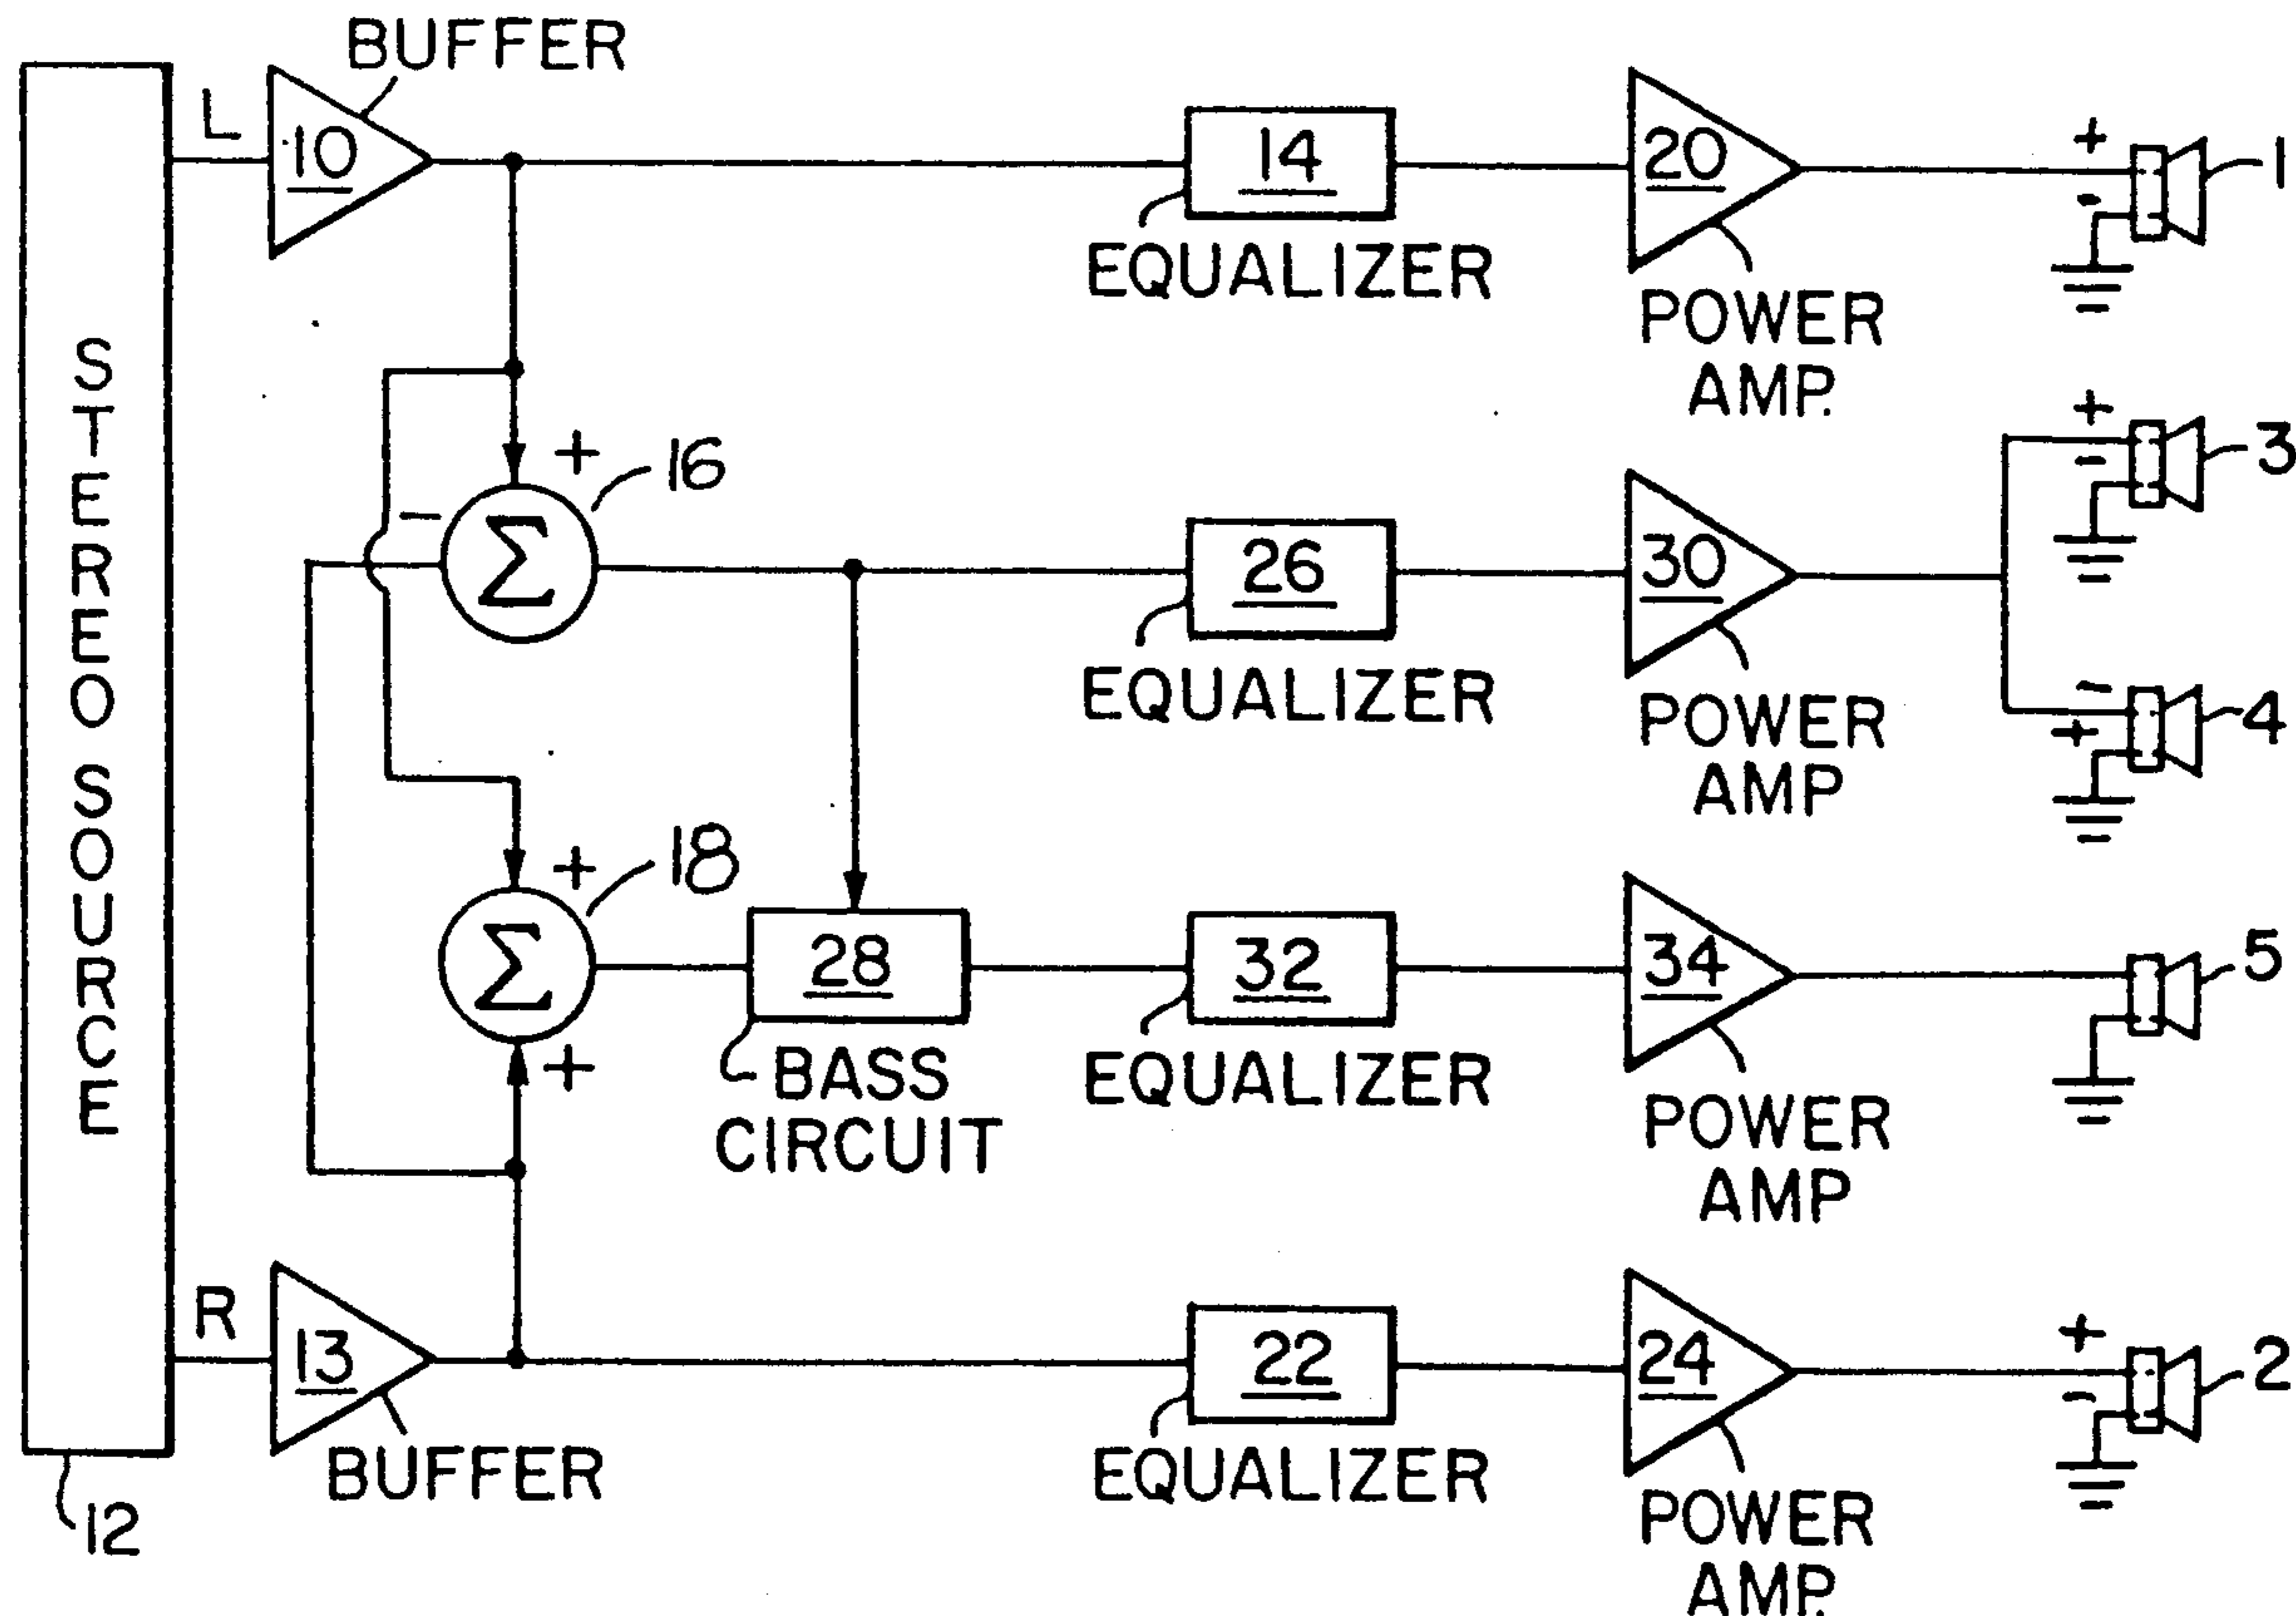 BUFFER
L
10
14
20
+
-
1
EQUALIZER
POWER
AMP.
STEREO SOURCE
+
16
-
Σ
26
30
+
-
3
EQUALIZER
POWER
AMP
-
+
4
+
18
Σ
28
32
34
5
+
BASS
CIRCUIT
EQUALIZER
POWER
AMP
R
13
22
24
+
-
2
BUFFER
EQUALIZER
POWER
AMP.
12